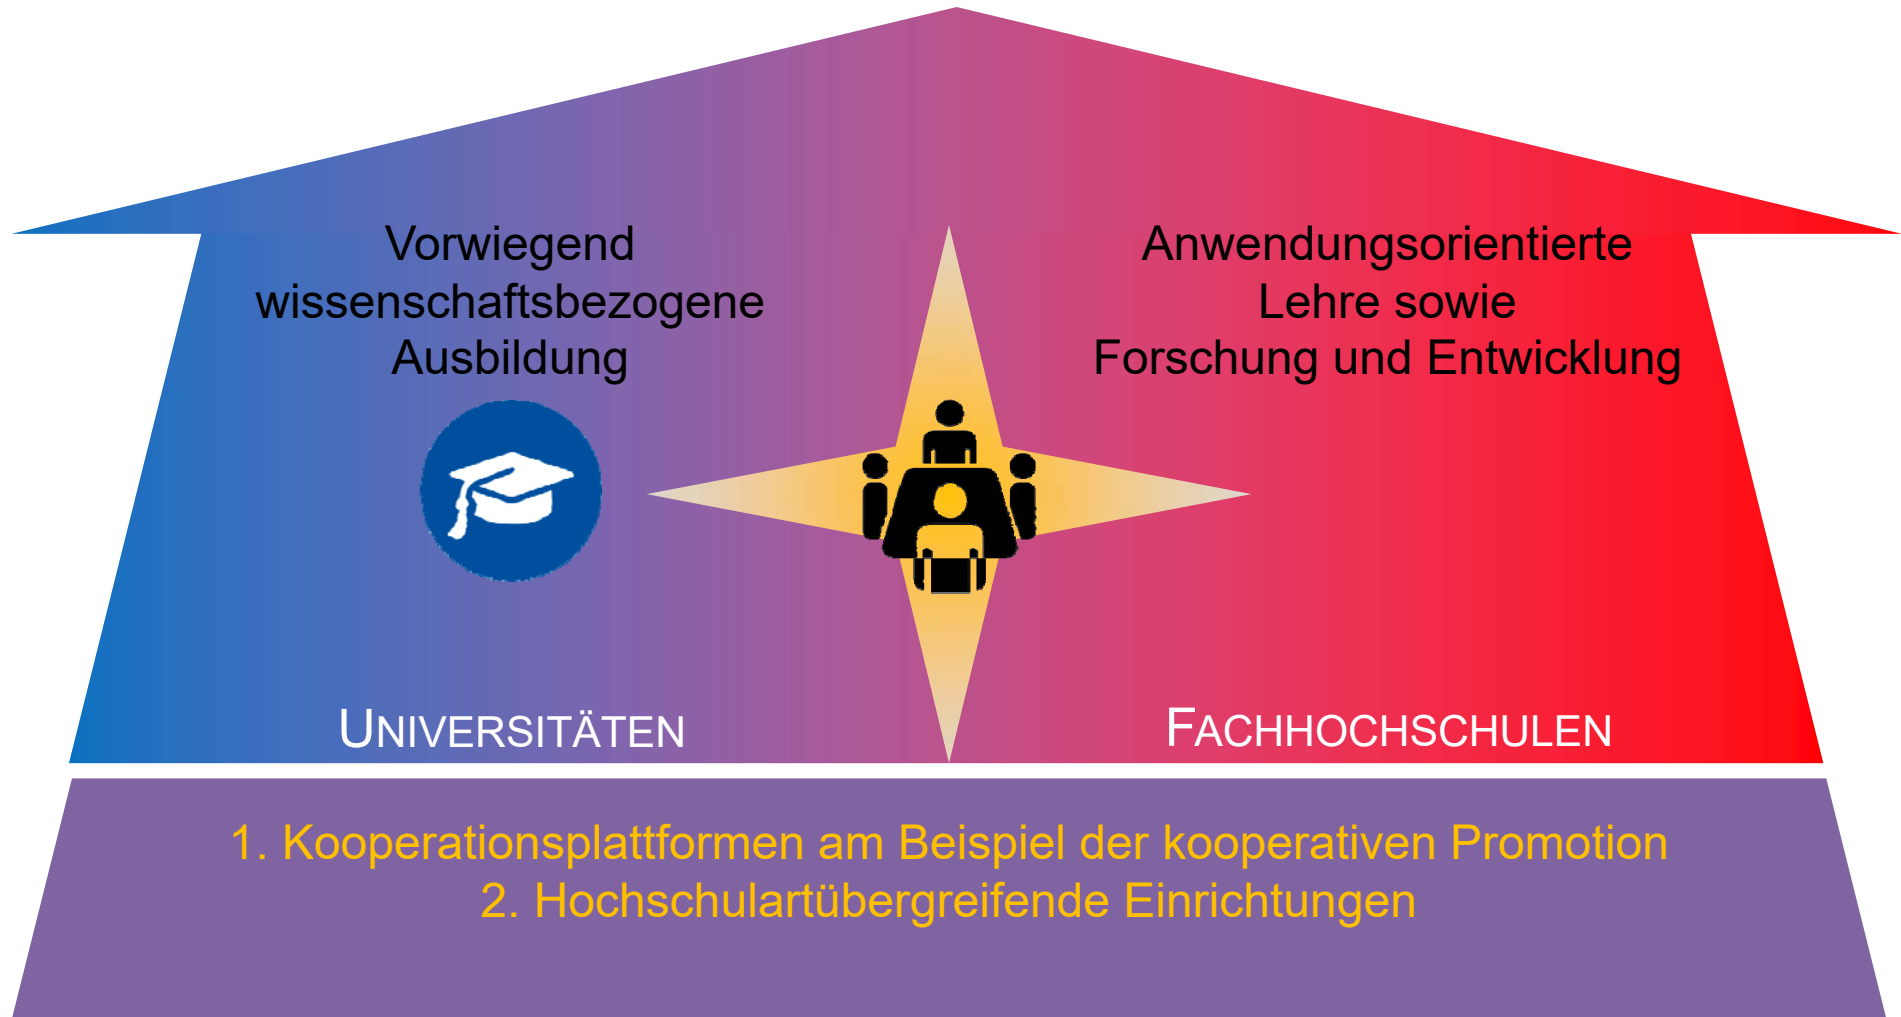 Vorwiegend
wissenschaftsbezogene
Ausbildung
Anwendungsorientierte
Lehre sowie
Forschung und Entwicklung
UNIVERSITÄTEN
FACHHOCHSCHULEN
1. Kooperationsplattformen am Beispiel der kooperativen Promotion
2. Hochschulartübergreifende Einrichtungen